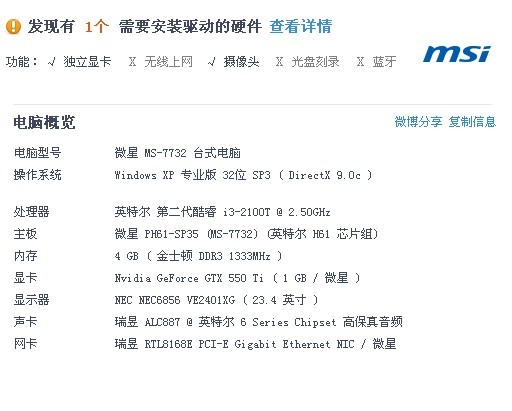 发现有 1个 需要安装驱动的硬件 查看详情
功能： √ 独立显卡 X 无线上网 √ 摄像头 X 光盘刻录 X 蓝牙
msi
电脑概览 微博分享 复制信息
电脑型号 微星 MS-7732 台式电脑
操作系统 Windows XP 专业版 32位 SP3 ( DirectX 9.0c )
处理器 英特尔 第二代酷睿 i3-2100T @ 2.50GHz
主板 微星 PH61-SP35 (MS-7732) (英特尔 H61 芯片组)
内存 4 GB ( 金士顿 DDR3 1333MHz )
显卡 Nvidia GeForce GTX 550 Ti ( 1 GB / 微星 )
显示器 NEC NEC6856 VE2401XG ( 23.4 英寸 )
声卡 瑞昱 ALC887 @ 英特尔 6 Series Chipset 高保真音频
网卡 瑞昱 RTL8168E PCI-E Gigabit Ethernet NIC / 微星